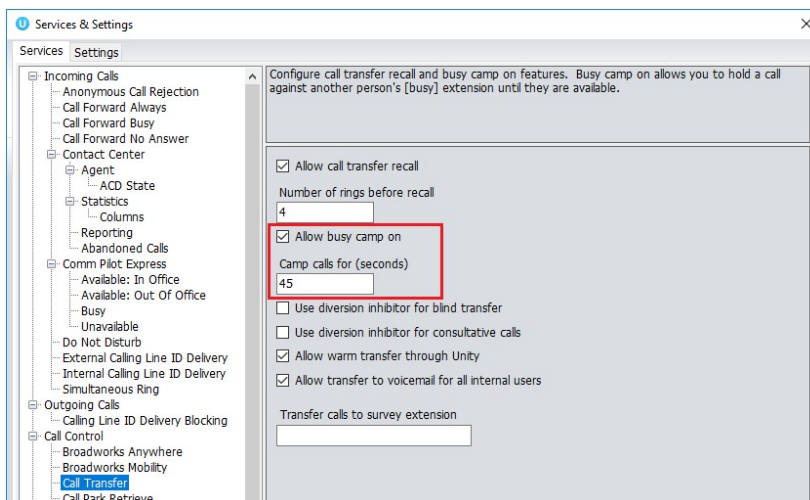 Services & Settings
Services
Settings
Incoming Calls
Anonymous Call Rejection
Call Forward Always
Call Forward Busy
Call Forward No Answer
Contact Center
Agent
ACD State
Statistics
Columns
Reporting
Abandoned Calls
Comm Pilot Express
Available: In Office
Available: Out Of Office
Busy
Unavailable
Do Not Disturb
External Calling Line ID Delivery
Internal Calling Line ID Delivery
Simultaneous Ring
Outgoing Calls
Calling Line ID Delivery Blocking
Call Control
Broadworks Anywhere
Broadworks Mobility
Call Transfer
Call Park Retrieve
Configure call transfer recall and busy camp on features. Busy camp on allows you to hold a call
against another person's [busy] extension until they are available.
Allow call transfer recall
Number of rings before recall
4
Allow busy camp on
Camp calls for (seconds)
45
Use diversion inhibitor for blind transfer
Use diversion inhibitor for consultative calls
Allow warm transfer through Unity
Allow transfer to voicemail for all internal users
Transfer calls to survey extension